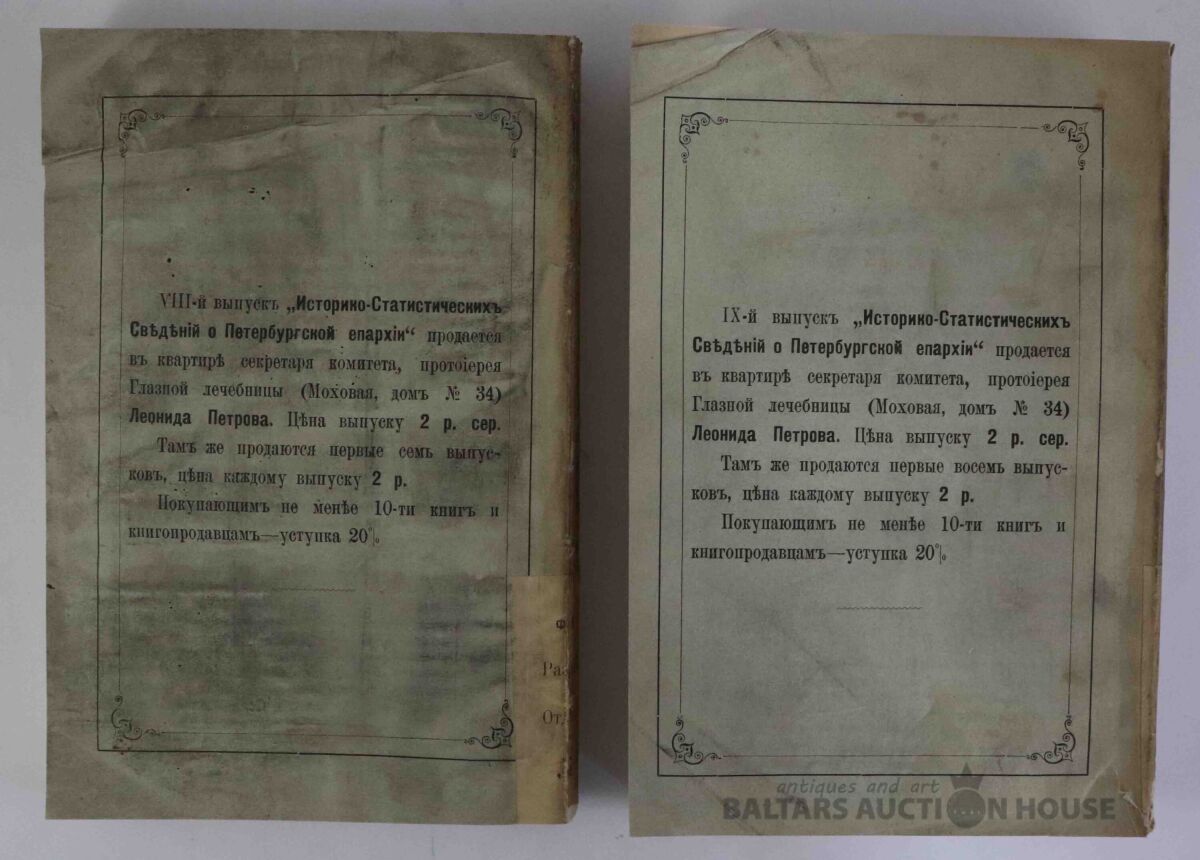 VIII-й выпускъ „Историко-Статистическихъ
Свѣдѣній о Петербургской епархіи“ продается
въ квартирѣ секретаря комитета, протоіерея
Глазной лечебницы (Моховая, домъ № 34)
Леонида Петрова. Цѣна выпуску 2 р. сер.
Тамъ же продаются первые семь выпус-
ковъ, цѣна каждому выпуску 2 р.
Покупающимъ не менѣе 10-ти книгъ и
книгопродавцамъ—уступка 20%
Ф
Раз
От
IX-й выпускъ „Историко-Статистическихъ
Свѣдѣній о Петербургской епархіи“ продается
въ квартирѣ секретаря комитета, протоіерея
Глазной лечебницы (Моховая, домъ № 34)
Леонида Петрова. Цѣна выпуску 2 р. сер.
Тамъ же продаются первые восемь выпус-
ковъ, цѣна каждому выпуску 2 р.
Покупающимъ не менѣе 10-ти книгъ и
книгопродавцамъ—уступка 20%
antiques and art
BALTARS AUCTION HOUSE